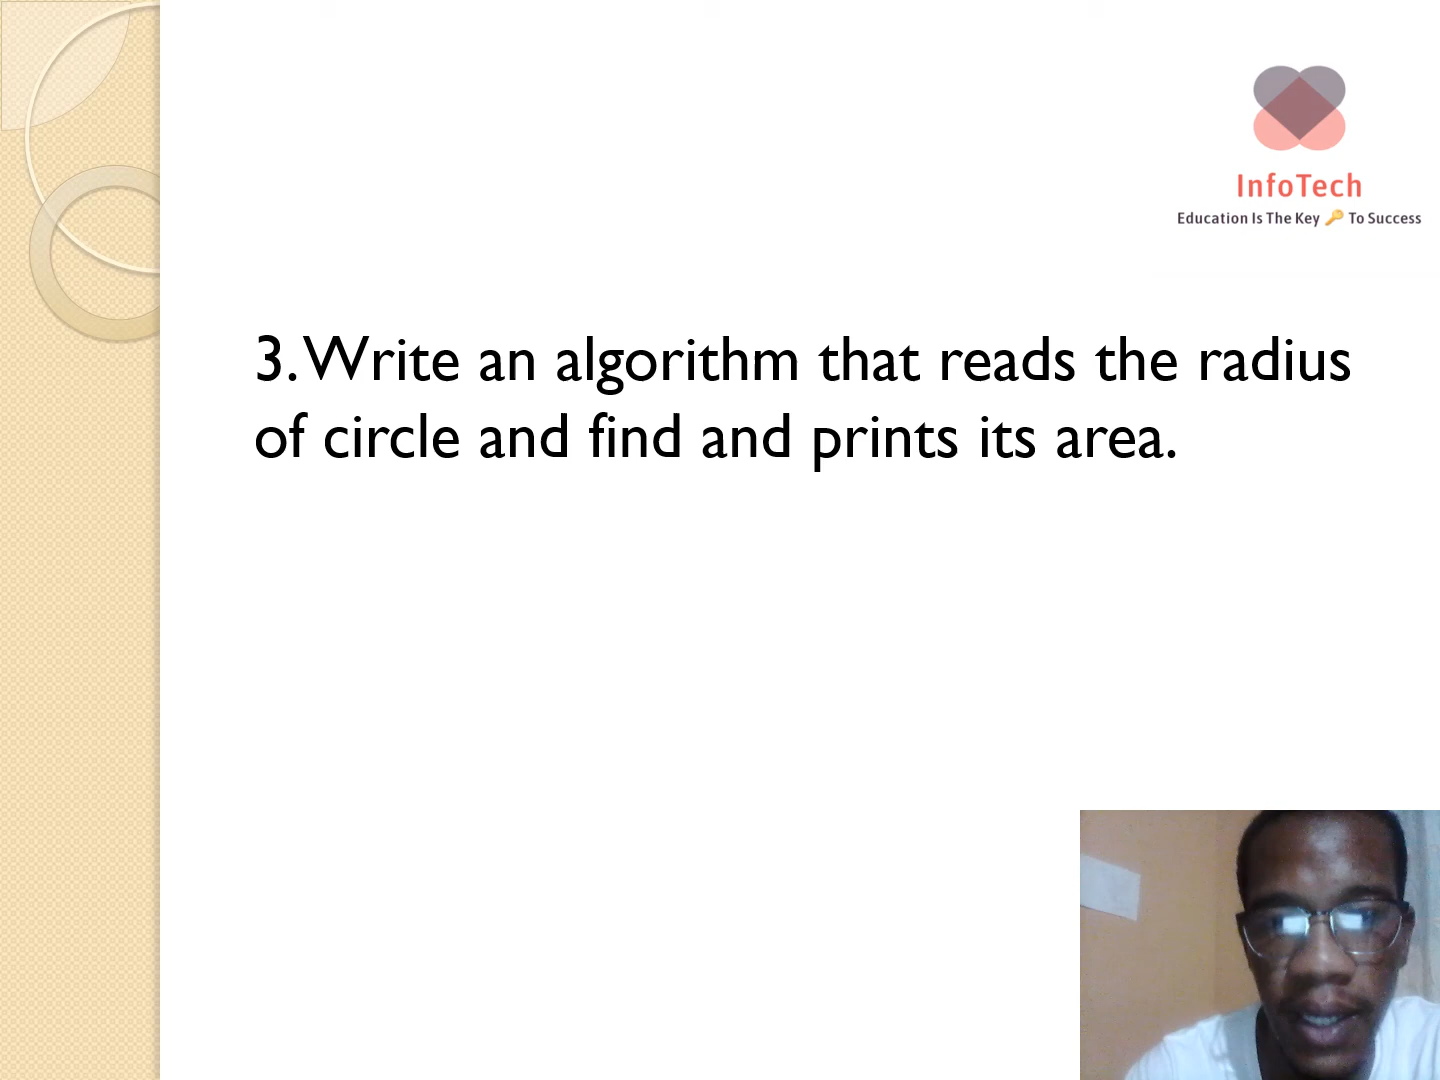 InfoTech
Education Is The Key 🔑 To Success
3. Write an algorithm that reads the radius
of circle and find and prints its area.